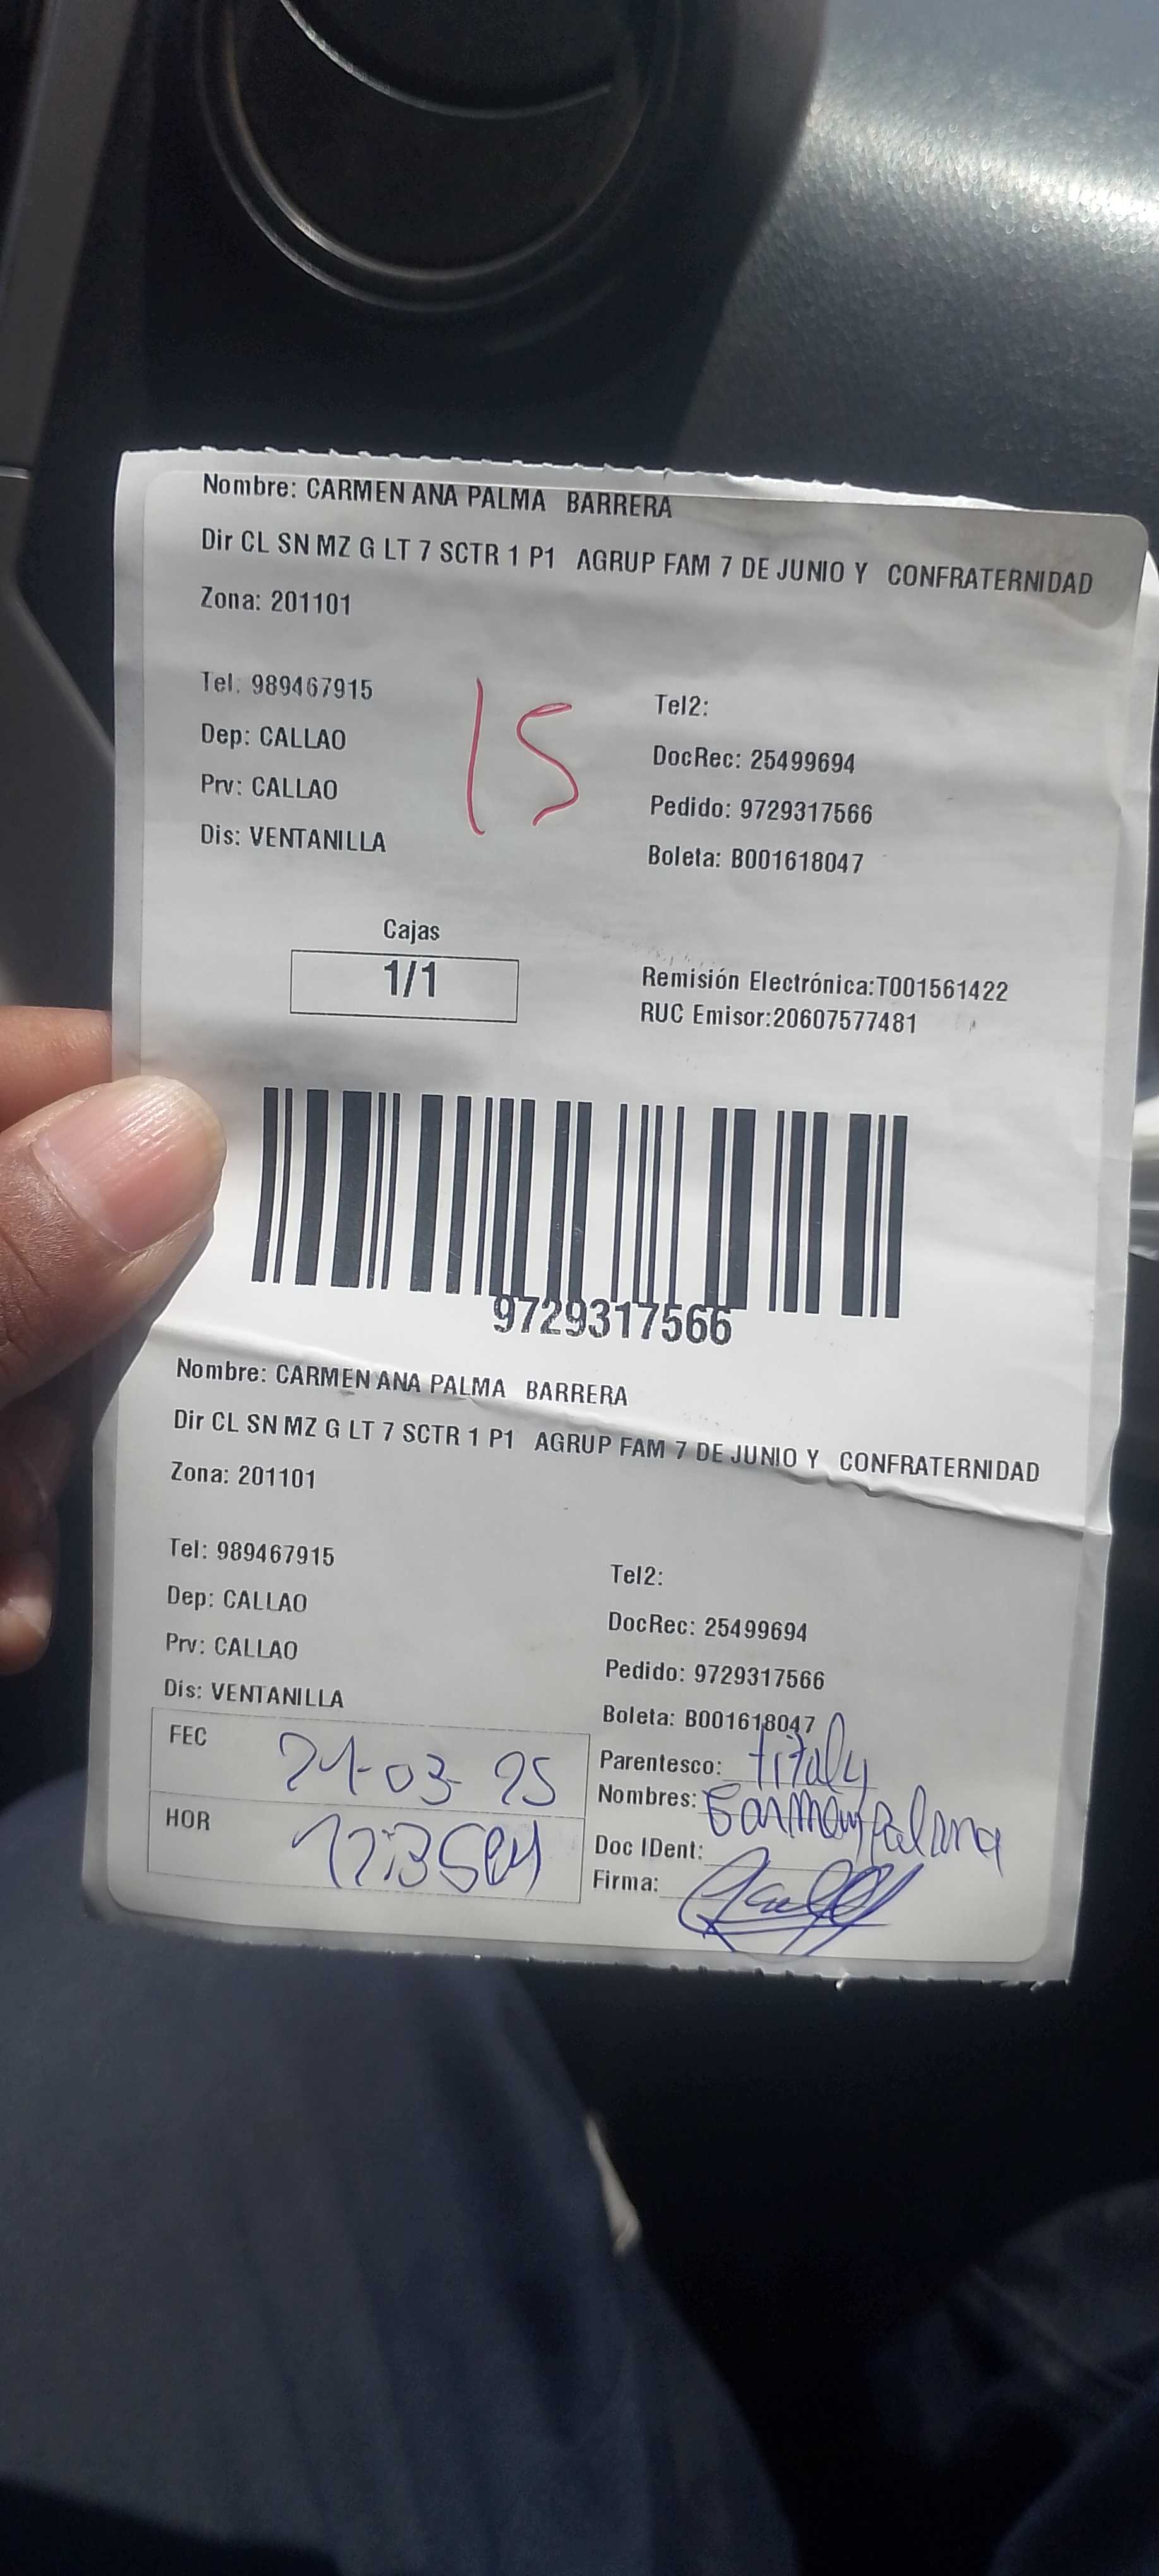 Nombre: CARMEN ANA PALMA BARRERA
Dir CL SN MZ G LT 7 SCTR 1 P1 AGRUP FAM 7 DE JUNIO Y CONFRATERNIDAD
Zona: 201101
Tel: 989467915
Tel2:
Dep: CALLAO
DocRec: 25499694
Prv: CALLAO
Pedido: 9729317566
Dis: VENTANILLA
Boleta: B001618047
15
Cajas
1/1
Remisión Electrónica:T001561422
RUC Emisor:20607577481
9729317566
Nombre: CARMEN ANA PALMA BARRERA
Dir CL SN MZ G LT 7 SCTR 1 P1 AGRUP FAM 7 DE JUNIO Y CONFRATERNIDAD
Zona: 201101
Tel: 989467915
Tel2:
Dep: CALLAO
DocRec: 25499694
Prv: CALLAO
Pedido: 9729317566
Dis: VENTANILLA
Boleta: B001618047
FEC
Parentesco:
Nombres:
HOR
Doc IDent:
Firma: